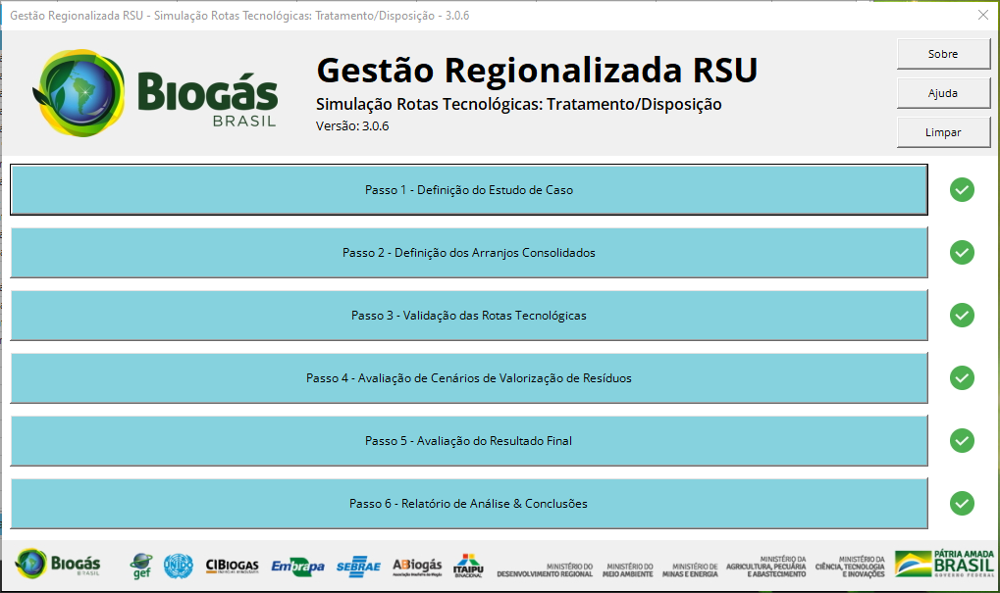 Gestão Regionalizada RSU - Simulação Rotas Tecnológicas: Tratamento/Disposição - 3.0.6
BIOGÁS
BRASIL
Gestão Regionalizada RSU
Simulação Rotas Tecnológicas: Tratamento/Disposição
Versão: 3.0.6
Sobre
Ajuda
Limpar
Passo 1 - Definição do Estudo de Caso
Passo 2 - Definição dos Arranjos Consolidados
Passo 3 - Validação das Rotas Tecnológicas
Passo 4 - Avaliação de Cenários de Valorização de Resíduos
Passo 5 - Avaliação do Resultado Final
Passo 6 - Relatório de Análise & Conclusões
BIOGÁS
BRASIL
gef
CIBIOGAS
Embrapa
SEBRAE
ABiogás
ITAIPU
BINACIONAL
MINISTÉRIO DO
DESENVOLVIMENTO REGIONAL
MINISTÉRIO DO
MEIO AMBIENTE
MINISTÉRIO DE
MINAS E ENERGIA
MINISTÉRIO DA
AGRICULTURA, PECUÁRIA
E ABASTECIMENTO
MINISTÉRIO DA
CIÊNCIA, TECNOLOGIA
E INOVAÇÕES
PÁTRIA AMADA
BRASIL
GOVERNO FEDERAL